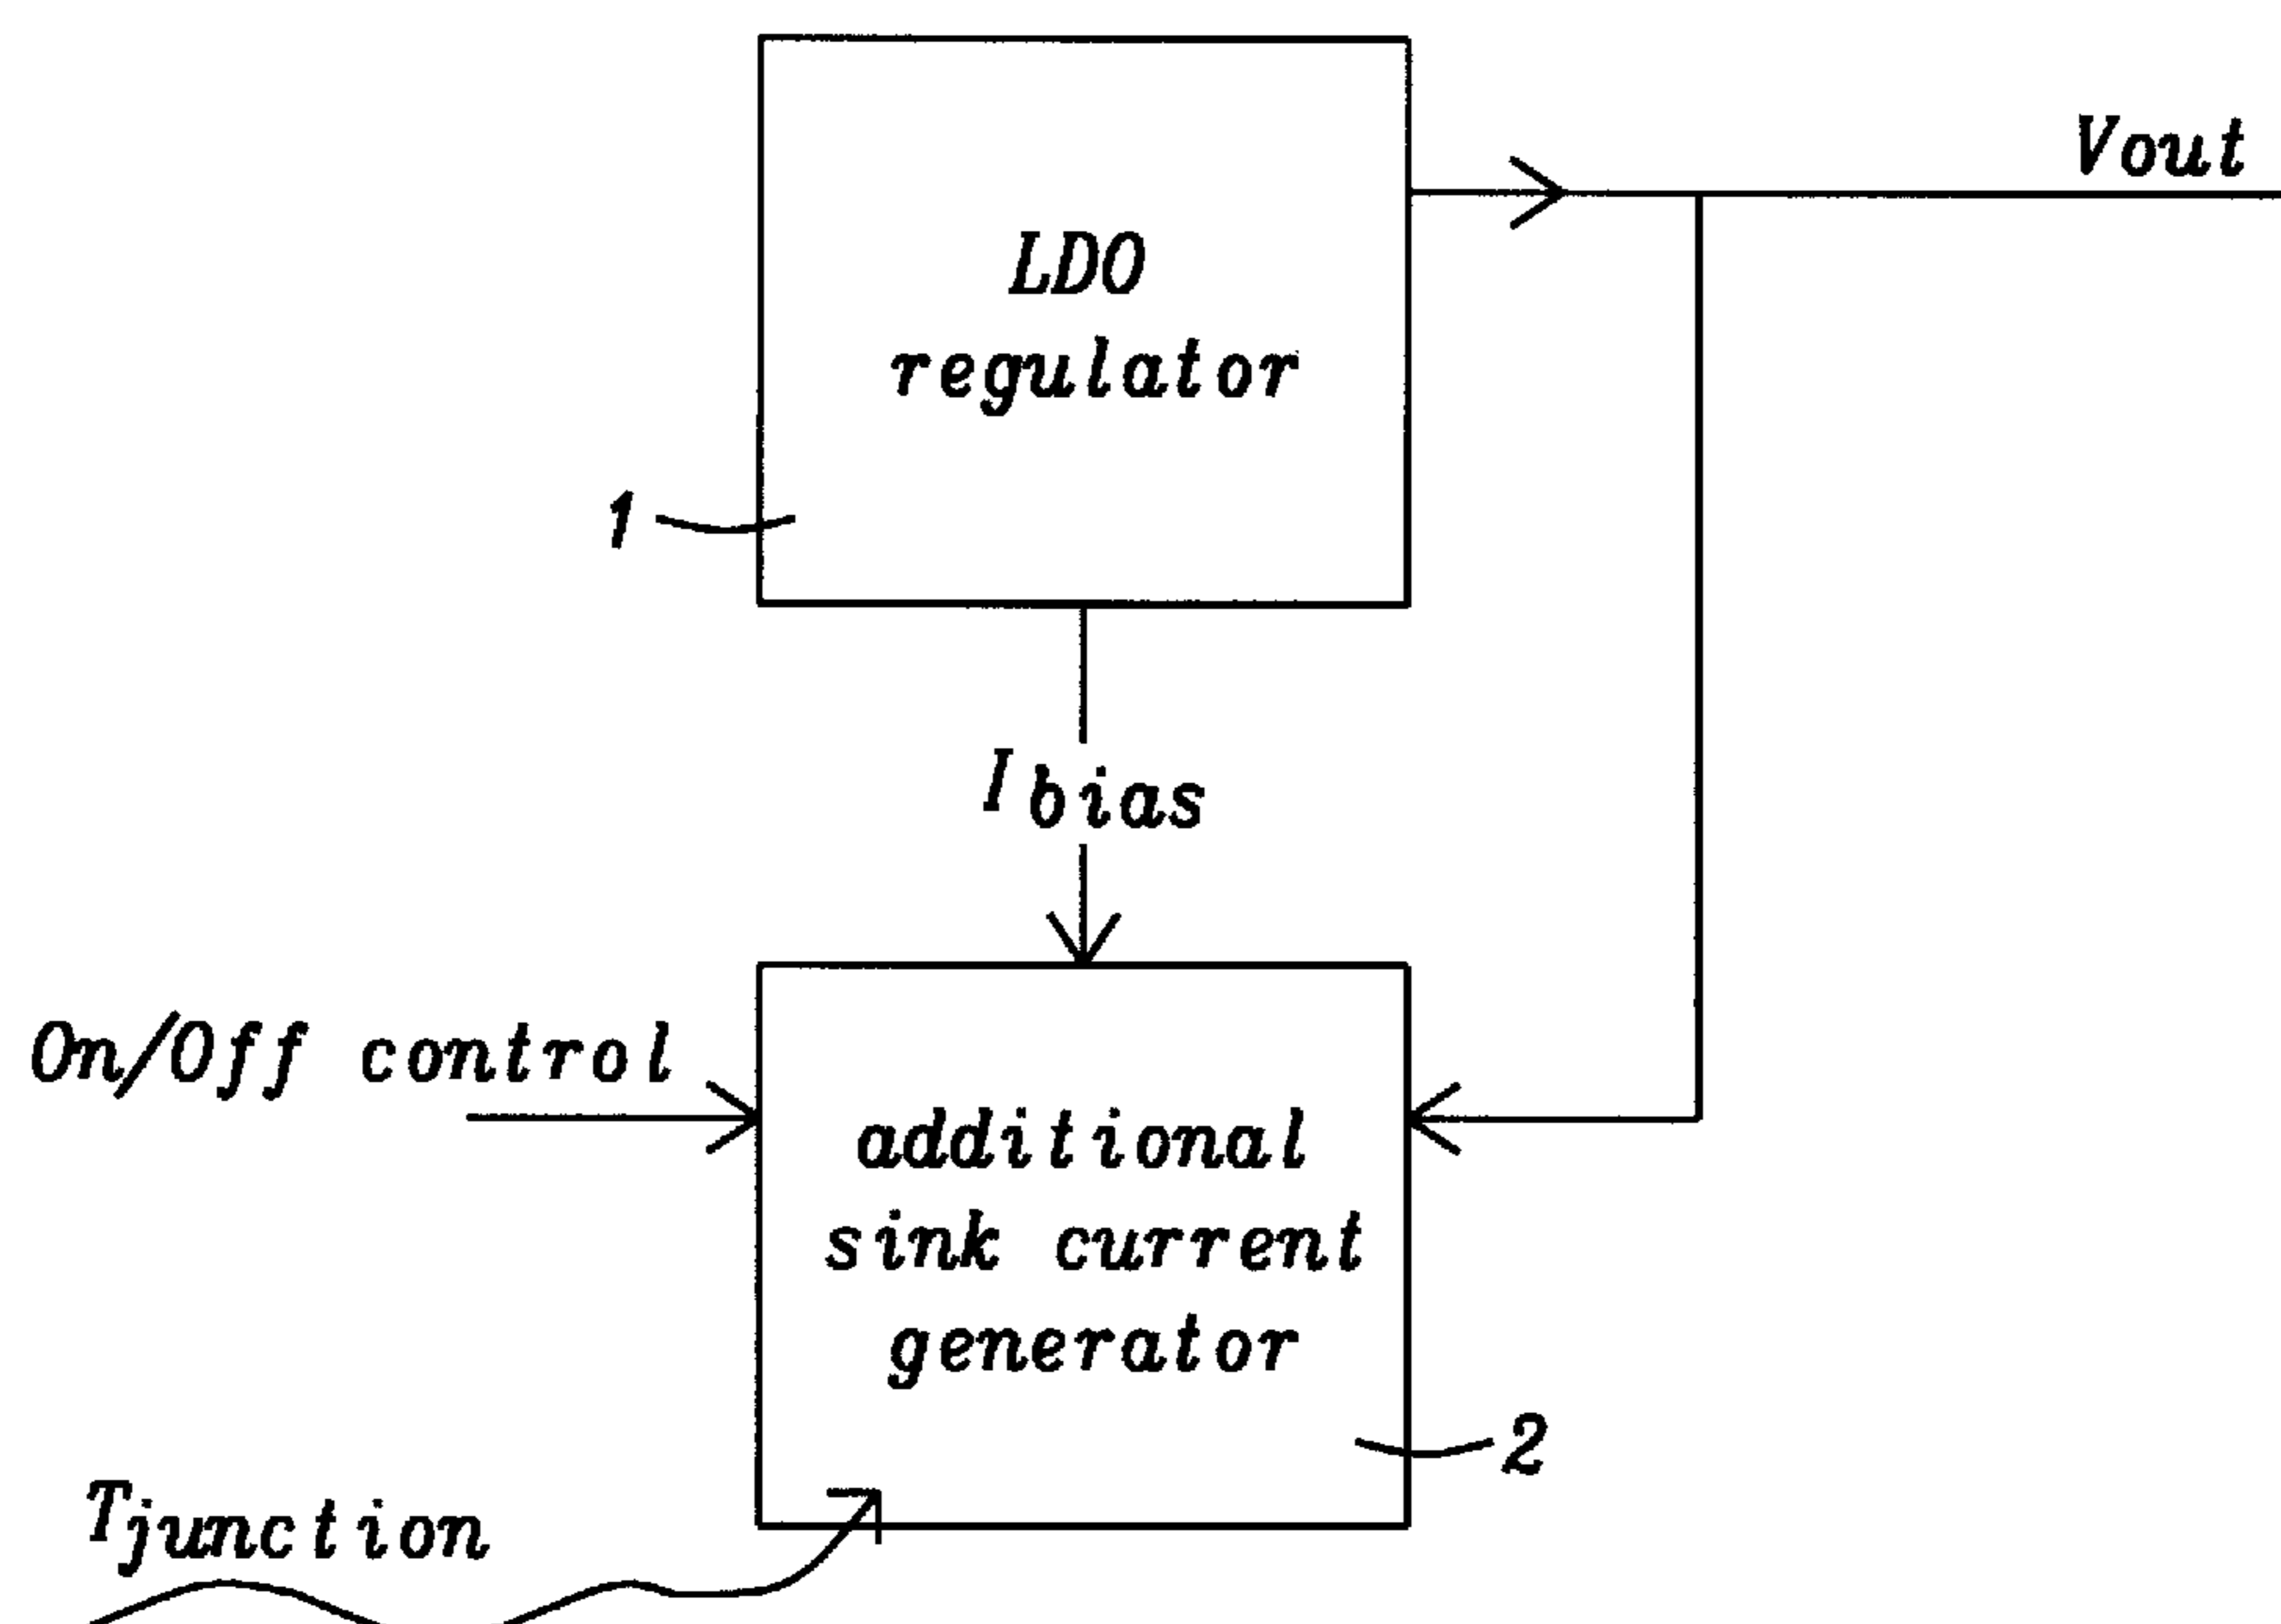 Vout
LDO
regulator
1
Ibias
On/Off control
additional
sink current
generator
2
Tjunction